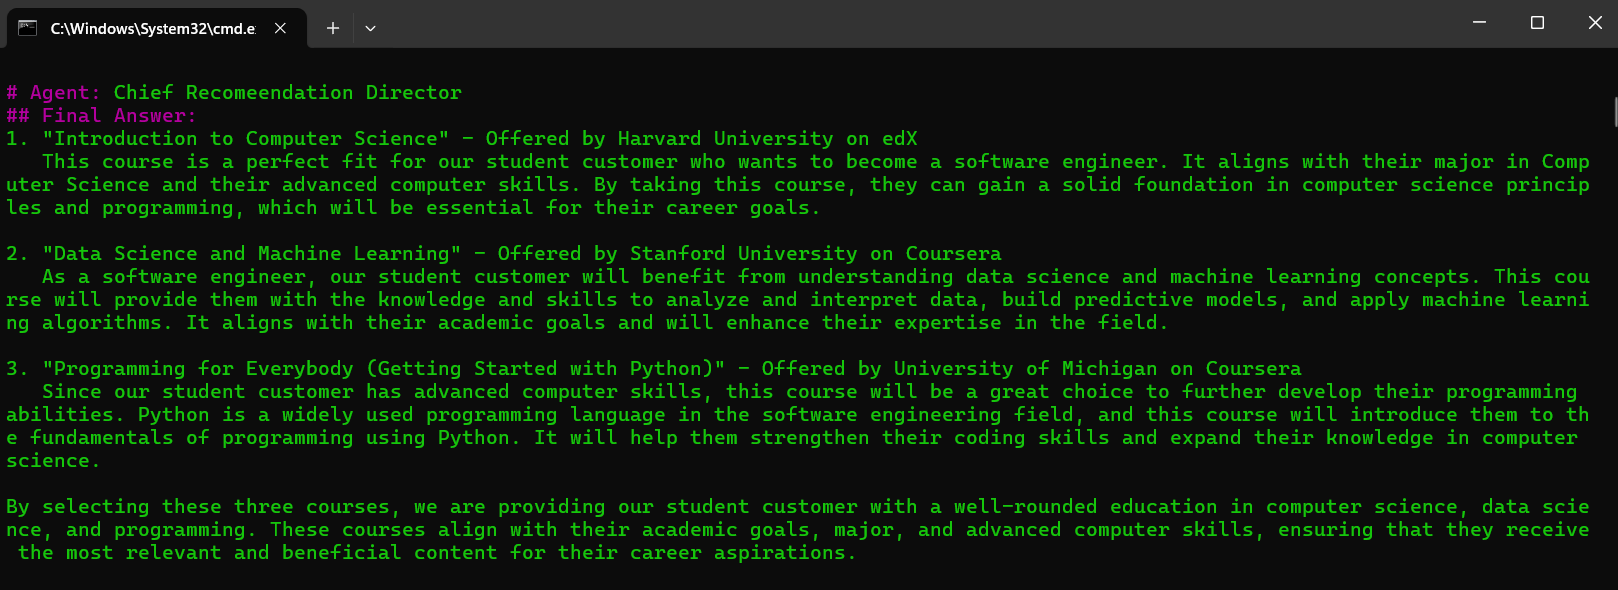 C:\Windows\System32\cmd.e
# Agent: Chief Recomeendation Director
## Final Answer:
1. "Introduction to Computer Science" - Offered by Harvard University on edX
   This course is a perfect fit for our student customer who wants to become a software engineer. It aligns with their major in Comp
uter Science and their advanced computer skills. By taking this course, they can gain a solid foundation in computer science princip
les and programming, which will be essential for their career goals.

2. "Data Science and Machine Learning" - Offered by Stanford University on Coursera
   As a software engineer, our student customer will benefit from understanding data science and machine learning concepts. This cou
rse will provide them with the knowledge and skills to analyze and interpret data, build predictive models, and apply machine learni
ng algorithms. It aligns with their academic goals and will enhance their expertise in the field.

3. "Programming for Everybody (Getting Started with Python)" - Offered by University of Michigan on Coursera
   Since our student customer has advanced computer skills, this course will be a great choice to further develop their programming
abilities. Python is a widely used programming language in the software engineering field, and this course will introduce them to th
e fundamentals of programming using Python. It will help them strengthen their coding skills and expand their knowledge in computer
science.

By selecting these three courses, we are providing our student customer with a well-rounded education in computer science, data scie
nce, and programming. These courses align with their academic goals, major, and advanced computer skills, ensuring that they receive
 the most relevant and beneficial content for their career aspirations.